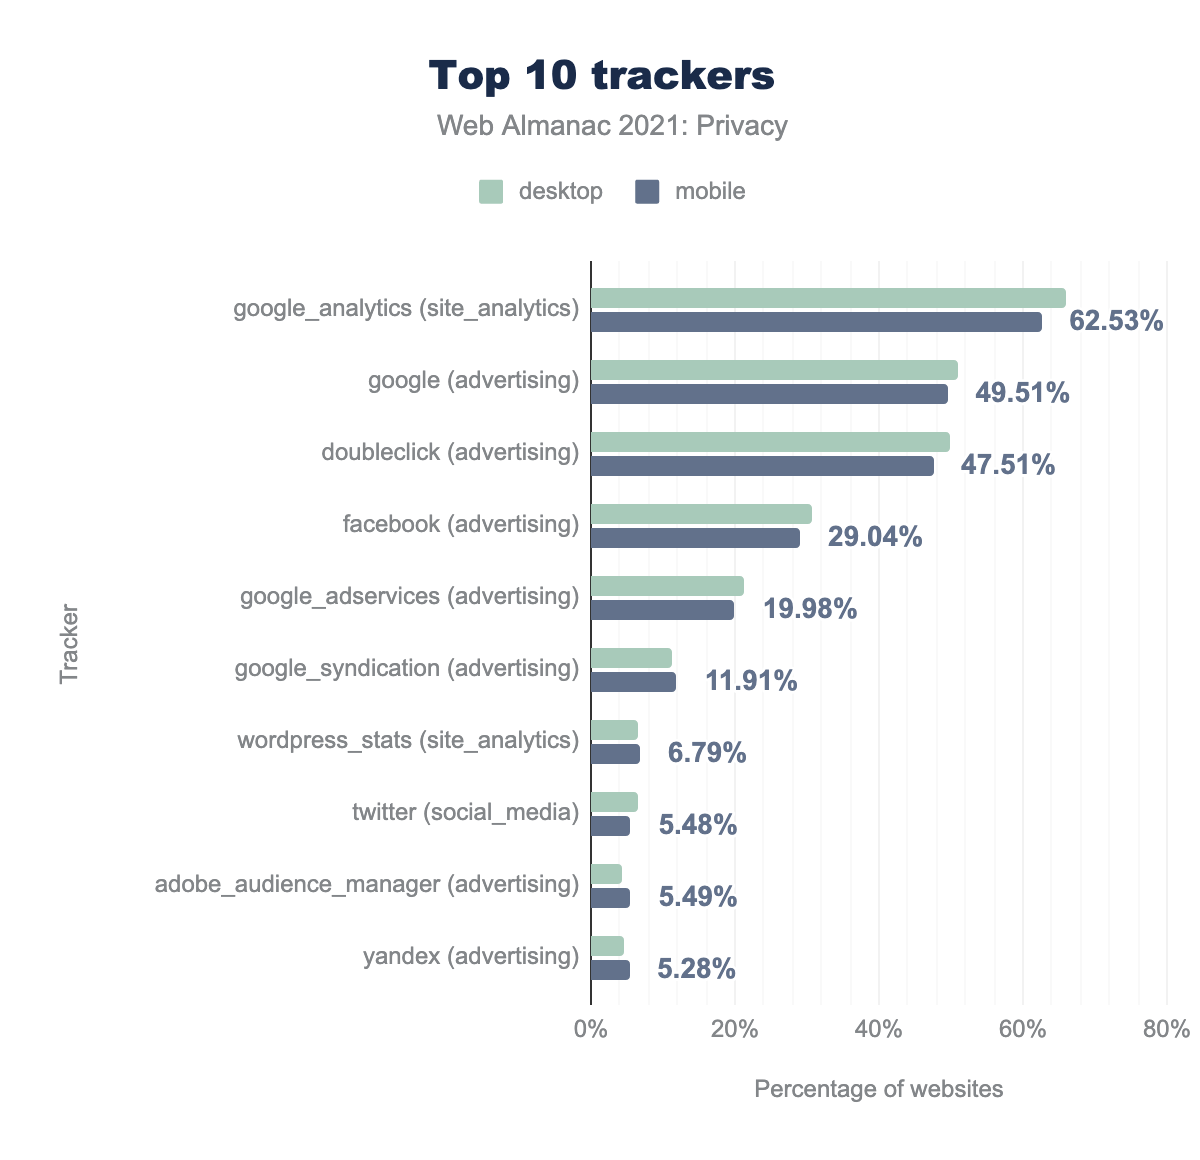 Top 10 trackers
Web Almanac 2021: Privacy
desktop mobile
google_analytics (site_analytics) 62.53%
google (advertising) 49.51%
doubleclick (advertising) 47.51%
facebook (advertising) 29.04%
google_adservices (advertising) 19.98%
google_syndication (advertising) 11.91%
wordpress_stats (site_analytics) 6.79%
twitter (social_media) 5.48%
adobe_audience_manager (advertising) 5.49%
yandex (advertising) 5.28%
Tracker
0% 20% 40% 60% 80%
Percentage of websites